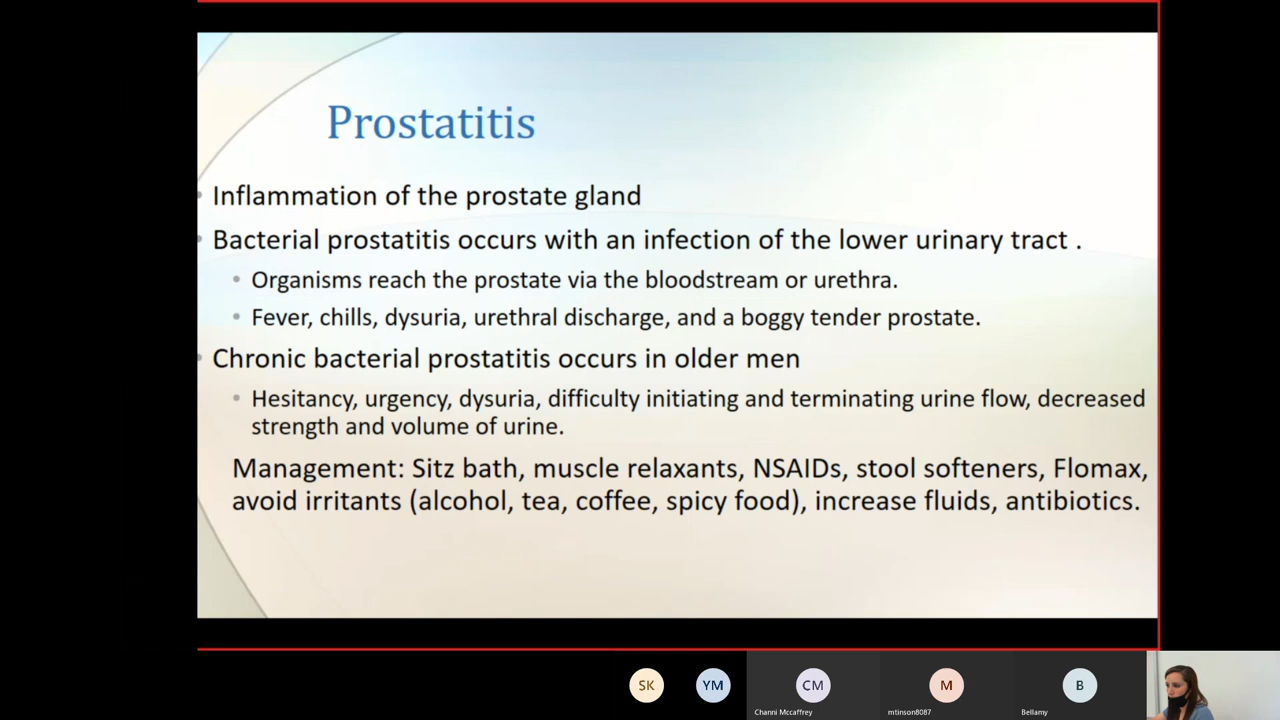 Prostatitis
• Inflammation of the prostate gland
• Bacterial prostatitis occurs with an infection of the lower urinary tract .
• Organisms reach the prostate via the bloodstream or urethra.
• Fever, chills, dysuria, urethral discharge, and a boggy tender prostate.
• Chronic bacterial prostatitis occurs in older men
• Hesitancy, urgency, dysuria, difficulty initiating and terminating urine flow, decreased
strength and volume of urine.
Management: Sitz bath, muscle relaxants, NSAIDs, stool softeners, Flomax,
avoid irritants (alcohol, tea, coffee, spicy food), increase fluids, antibiotics.
SK
YM
CM
M
B
Channi Mccaffrey
mtinson8087
Bellamy